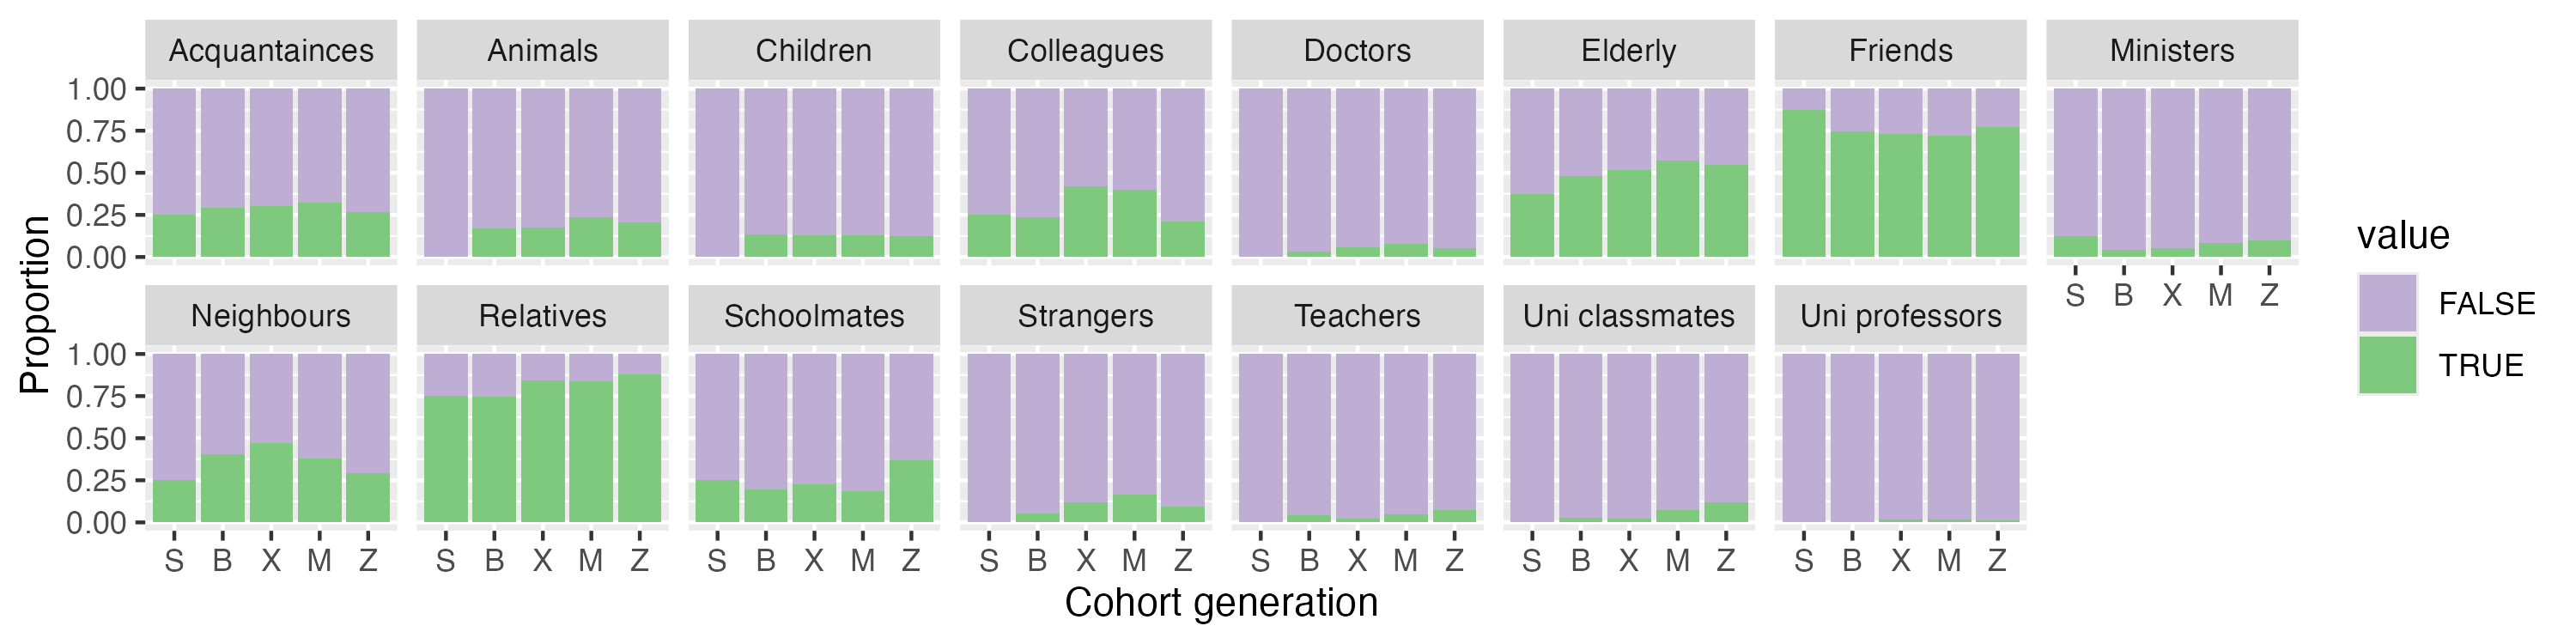 Acquantainces Animals Children Colleagues Doctors Elderly Friends Ministers
1.00
0.75
0.50
0.25
0.00
S B X M Z
Neighbours Relatives Schoolmates Strangers Teachers Uni classmates Uni professors
1.00
0.75
0.50
0.25
0.00
S B X M Z S B X M Z S B X M Z S B X M Z S B X M Z S B X M Z S B X M Z
Proportion
Cohort generation
value
FALSE
TRUE